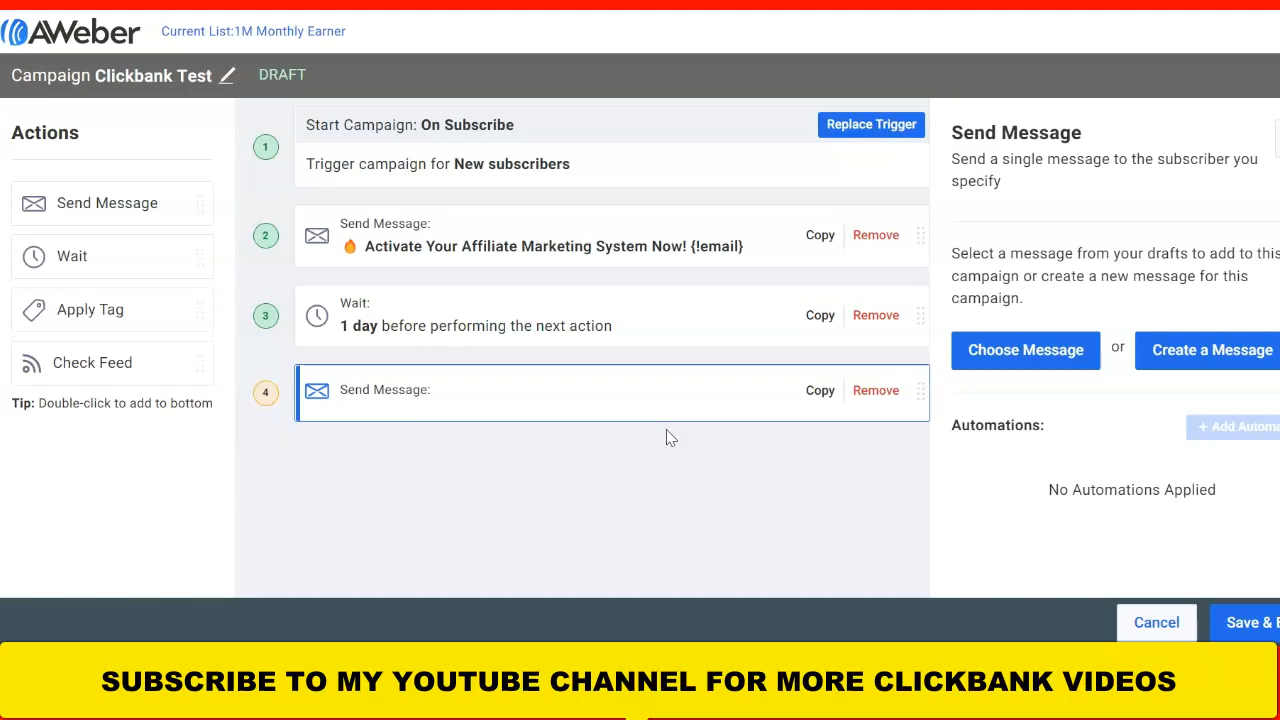 AWeber
Current List:1M Monthly Earner
Campaign Clickbank Test
DRAFT
Actions
Send Message
Wait
Apply Tag
Check Feed
Tip: Double-click to add to bottom
1
Start Campaign: On Subscribe
Replace Trigger
Trigger campaign for New subscribers
2
Send Message:
🔥 Activate Your Affiliate Marketing System Now! {!email}
Copy
Remove
3
Wait:
1 day before performing the next action
Copy
Remove
4
Send Message:
Copy
Remove
Send Message
Send a single message to the subscriber you
specify
Select a message from your drafts to add to this
campaign or create a new message for this
campaign.
Choose Message
or
Create a Message
Automations:
+ Add Automa
No Automations Applied
Cancel
Save & E
SUBSCRIBE TO MY YOUTUBE CHANNEL FOR MORE CLICKBANK VIDEOS